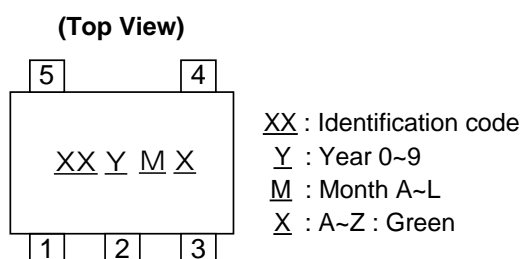 (Top View)
5 4
XX Y M X
1 2 3
XX : Identification code
Y : Year 0~9
M : Month A~L
X : A~Z : Green